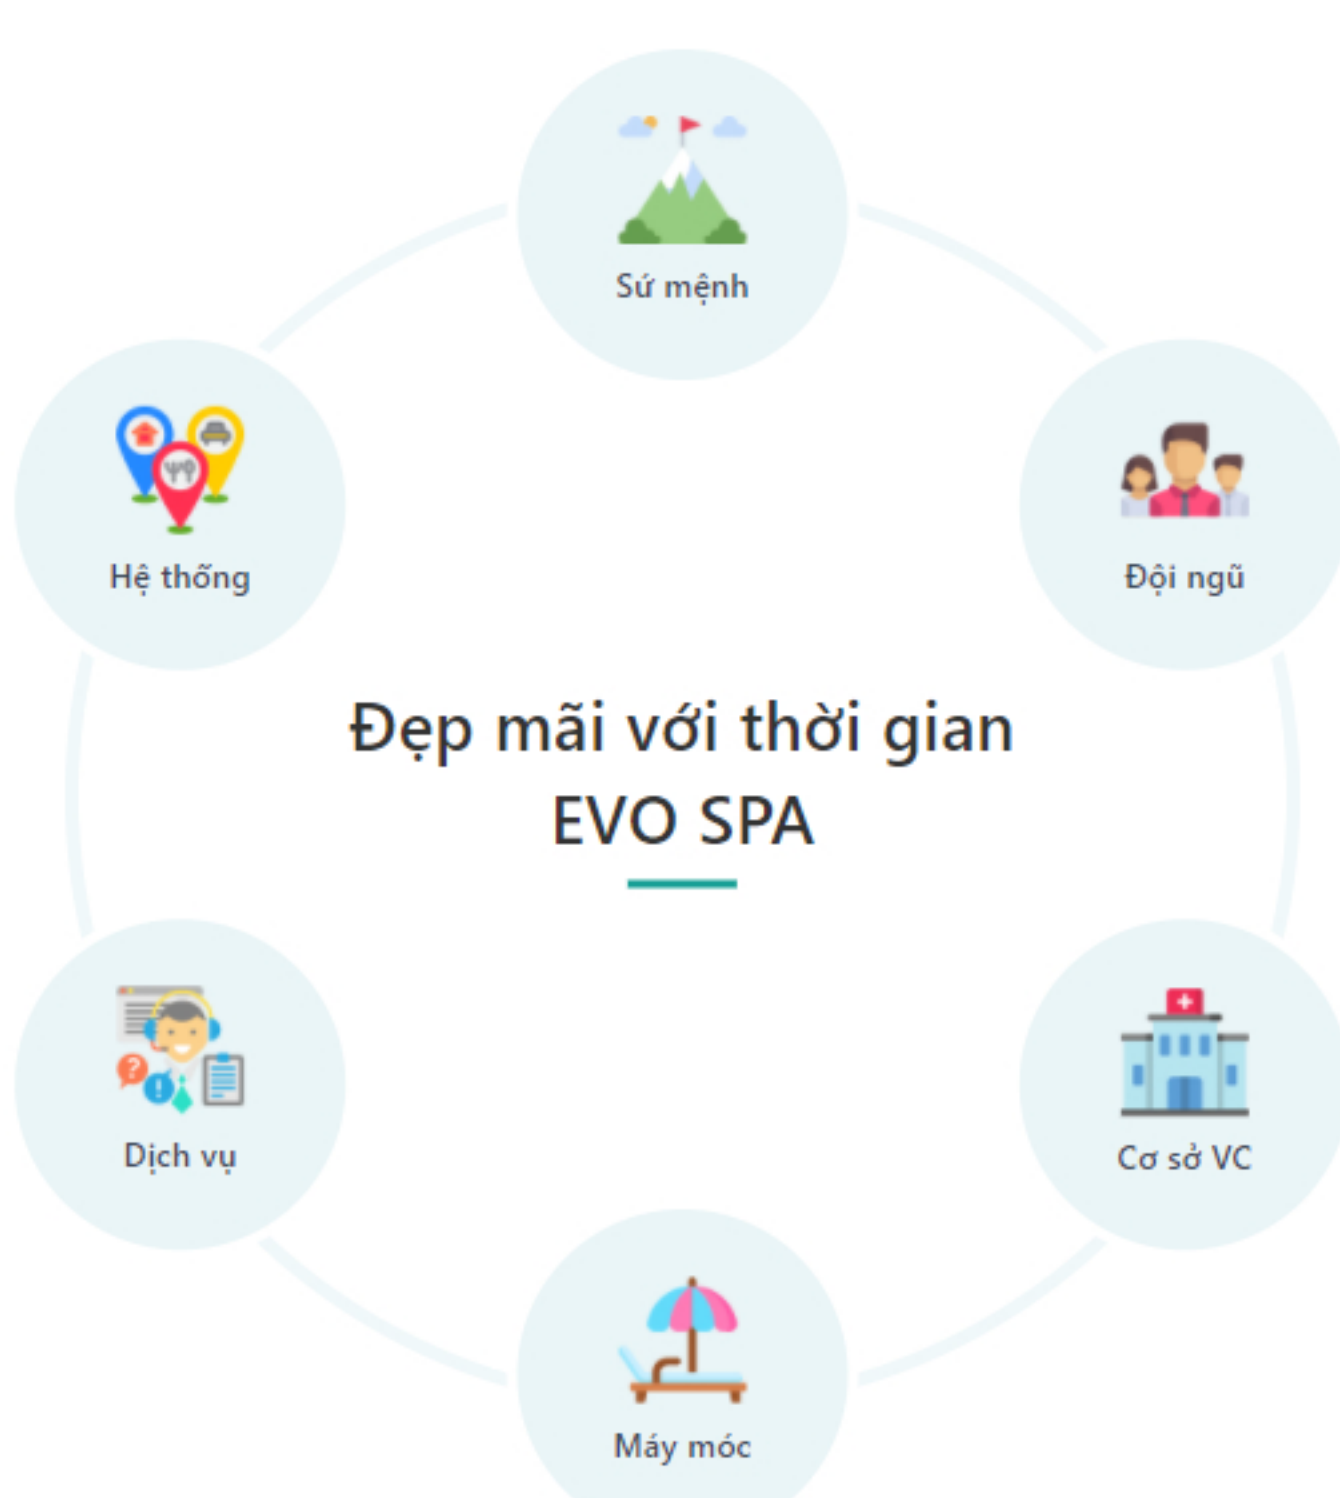 Sứ mệnh
Hệ thống
Đội ngũ
Đẹp mãi với thời gian
EVO SPA
Dịch vụ
Cơ sở VC
Máy móc